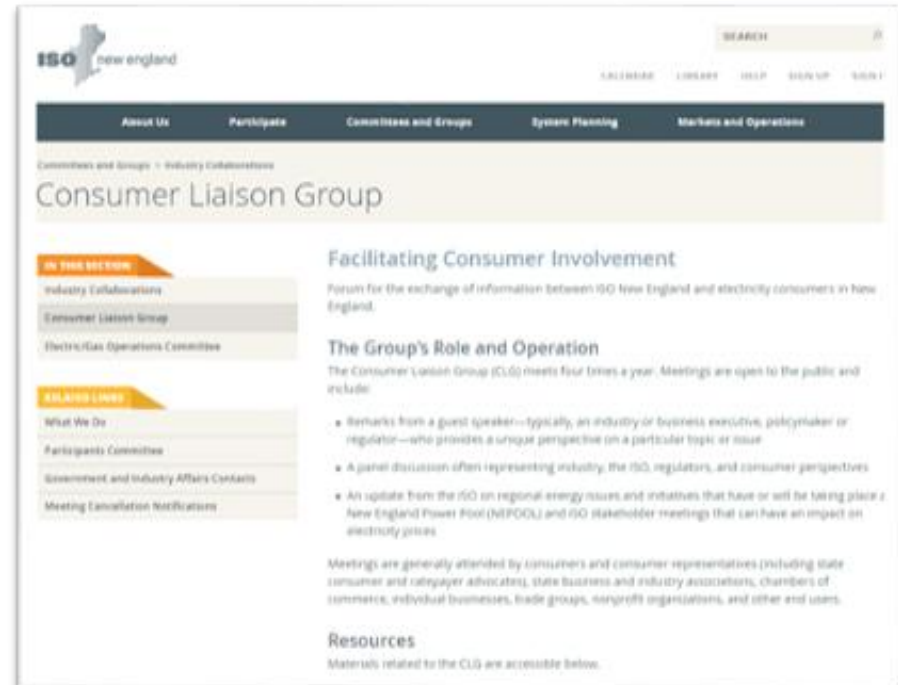 ISO new england
SEARCH
CALENDAR LIBRARY HELP SIGN UP SIGN I
About Us Participate Committees and Groups System Planning Markets and Operations
Committees and Groups > Industry Collaborations
Consumer Liaison Group
IN THIS SECTION
Industry Collaborations
Consumer Liaison Group
Electric/Gas Operations Committee
RELATED LINKS
What We Do
Participants Committee
Government and Industry Affairs Contacts
Meeting Cancellation Notifications
Facilitating Consumer Involvement
Forum for the exchange of information between ISO New England and electricity consumers in New
England.
The Group's Role and Operation
The Consumer Liaison Group (CLG) meets four times a year. Meetings are open to the public and
include:
• Remarks from a guest speaker—typically, an industry or business executive, policymaker or
regulator—who provides a unique perspective on a particular topic or issue
• A panel discussion often representing industry, the ISO, regulators, and consumer perspectives
• An update from the ISO on regional energy issues and initiatives that have or will be taking place a
New England Power Pool (NEPOOL) and ISO stakeholder meetings that can have an impact on
electricity prices
Meetings are generally attended by consumers and consumer representatives (including state
consumer and ratepayer advocates), state business and industry associations, chambers of
commerce, individual businesses, trade groups, nonprofit organizations, and other end users.
Resources
Materials related to the CLG are accessible below.